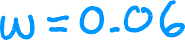 w = 0.06